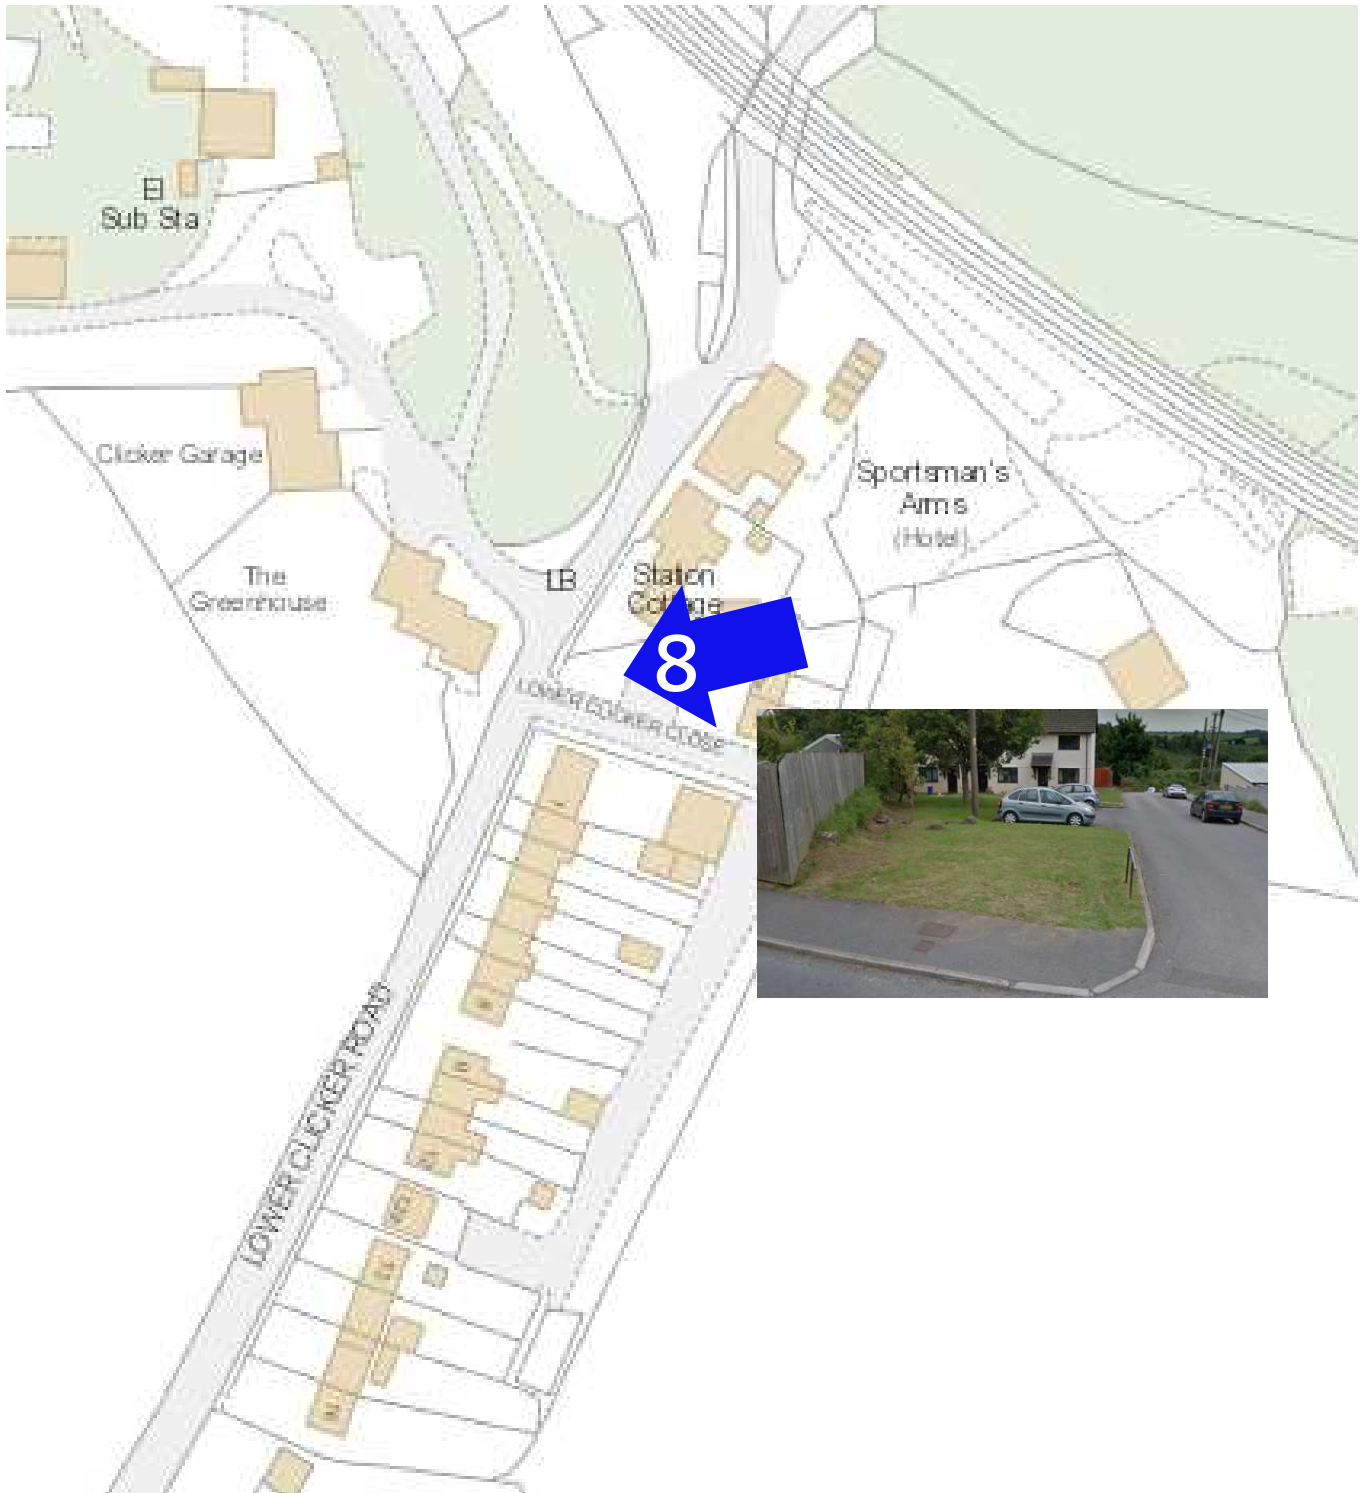 Sub Sta
Clicker Garage
Sportsman's
Arms
(Hotel)
The
Greenhouse
LB
Station
Cottage
8
LOWER CLICKER CLOSE
LOWER CLICKER ROAD